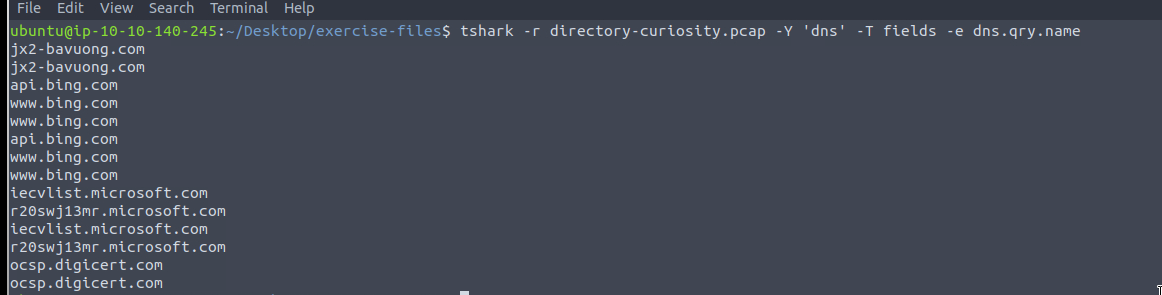 File Edit View Search Terminal Help
ubuntu@ip-10-10-140-245:~/Desktop/exercise-files$ tshark -r directory-curiosity.pcap -Y 'dns' -T fields -e dns.qry.name
jx2-bavuong.com
jx2-bavuong.com
api.bing.com
www.bing.com
www.bing.com
api.bing.com
www.bing.com
www.bing.com
iecvlist.microsoft.com
r20swj13mr.microsoft.com
iecvlist.microsoft.com
r20swj13mr.microsoft.com
ocsp.digicert.com
ocsp.digicert.com